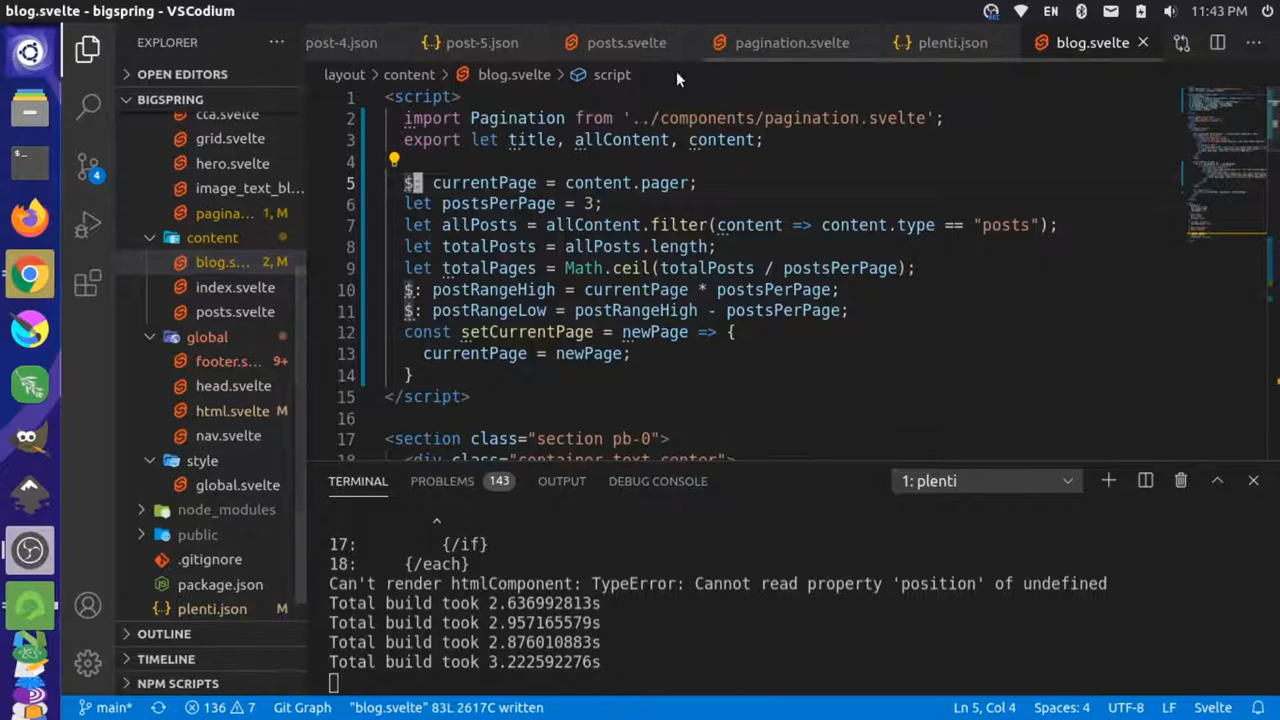 blog.svelte - bigspring - VSCodium
EN
11:43 PM
EXPLORER
post-4.json
post-5.json
posts.svelte
pagination.svelte
plenti.json
blog.svelte
OPEN EDITORS
layout > content > blog.svelte > script
BIGSPRING
cca.svelte
grid.svelte
hero.svelte
image_text_bl...
pagina... 1, M
content
blog.s... 2, M
index.svelte
posts.svelte
global
footer.s... 9+
head.svelte
html.svelte M
nav.svelte
style
global.svelte
node_modules
public
.gitignore
package.json
plenti.json M
OUTLINE
TIMELINE
NPM SCRIPTS
4
1 <script>
2 import Pagination from '../components/pagination.svelte';
3 export let title, allContent, content;
4
5 $: currentPage = content.pager;
6 let postsPerPage = 3;
7 let allPosts = allContent.filter(content => content.type == "posts");
8 let totalPosts = allPosts.length;
9 let totalPages = Math.ceil(totalPosts / postsPerPage);
10 $: postRangeHigh = currentPage * postsPerPage;
11 $: postRangeLow = postRangeHigh - postsPerPage;
12 const setCurrentPage = newPage => {
13 currentPage = newPage;
14 }
15 </script>
16
17 <section class="section pb-0">
18 <div class="container text-center">
TERMINAL
PROBLEMS 143
OUTPUT
DEBUG CONSOLE
1: plenti
^
17: {/if}
18: {/each}
Can't render htmlComponent: TypeError: Cannot read property 'position' of undefined
Total build took 2.636992813s
Total build took 2.957165579s
Total build took 2.876010883s
Total build took 3.222592276s
main*
136 7
Git Graph
"blog.svelte" 83L 2617C written
Ln 5, Col 4
Spaces: 4
UTF-8
LF
Svelte